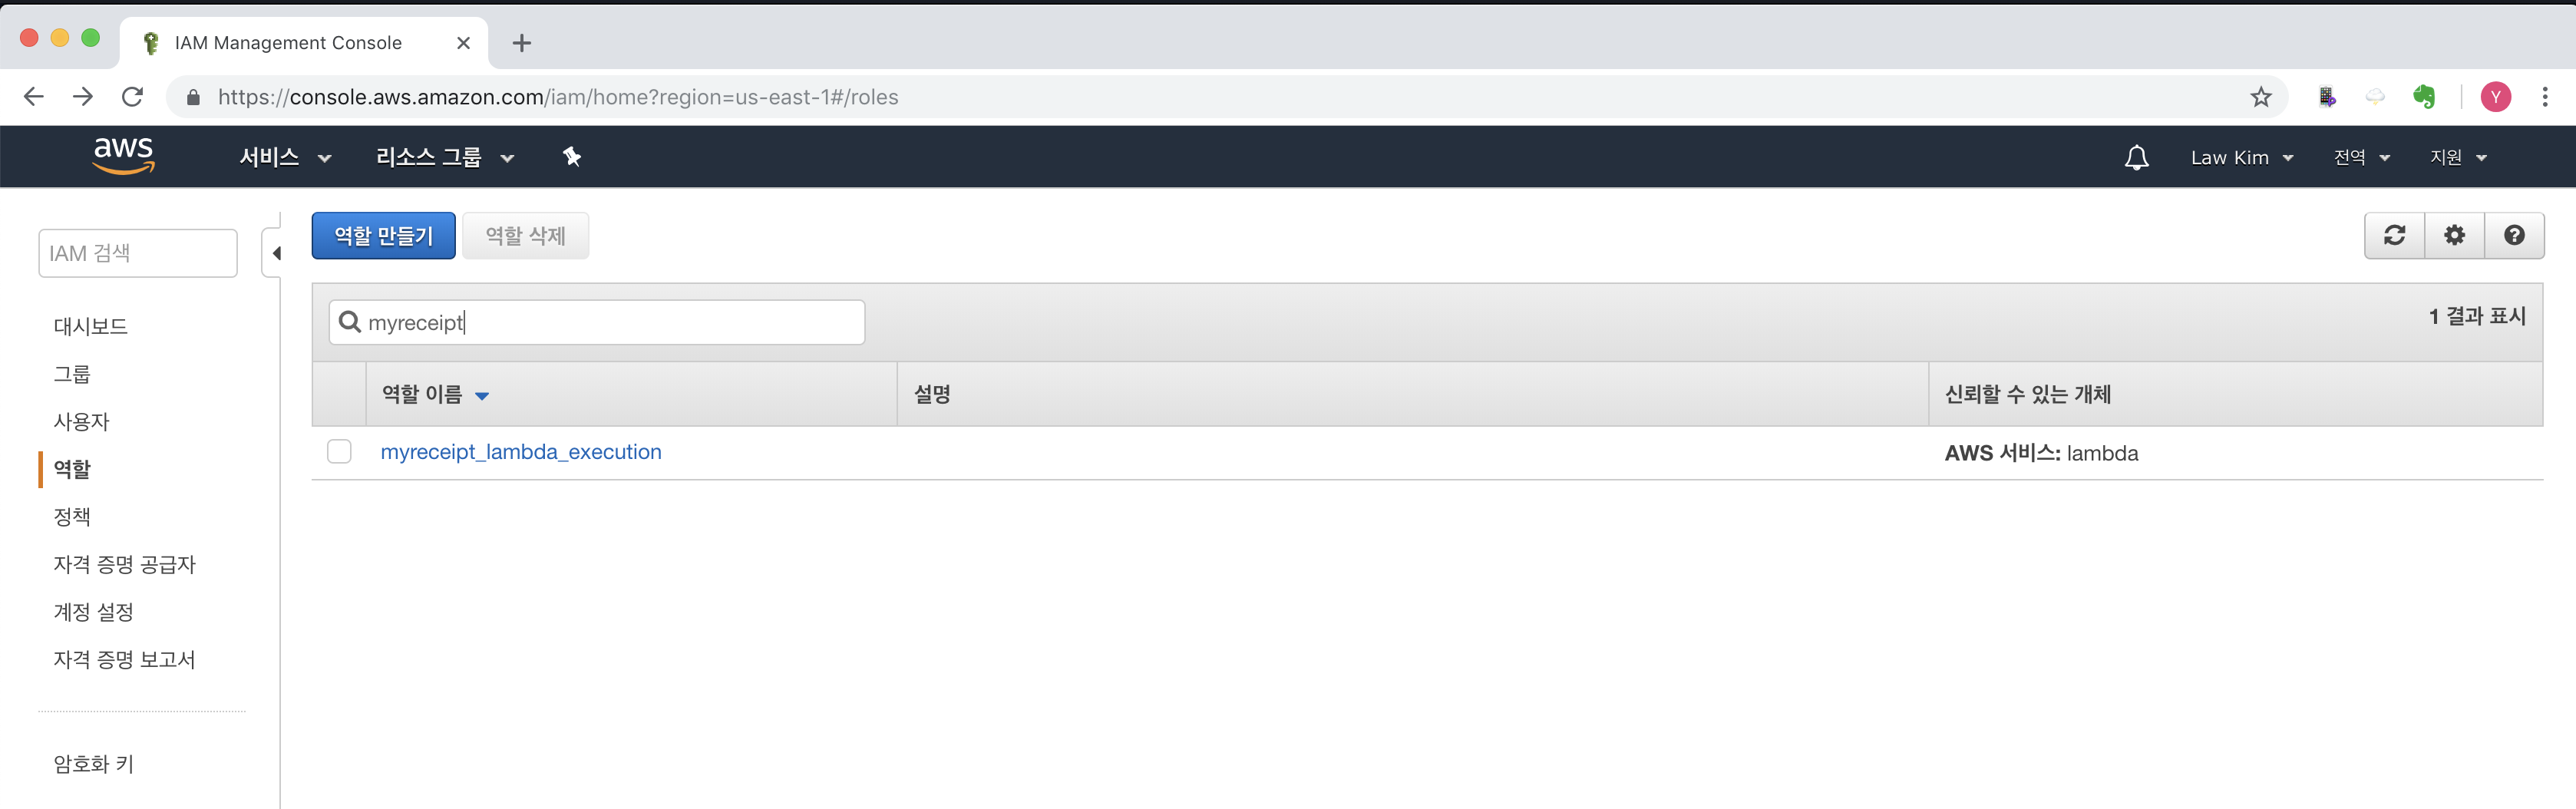 IAM Management Console
https://console.aws.amazon.com/iam/home?region=us-east-1#/roles
Y
aws
서비스
리소스 그룹
Law Kim
전역
지원
IAM 검색
대시보드
그룹
사용자
역할
정책
자격 증명 공급자
계정 설정
자격 증명 보고서
암호화 키
역할 만들기
역할 삭제
myreceipt
1 결과 표시
역할 이름
설명
신뢰할 수 있는 개체
myreceipt_lambda_execution
AWS 서비스: lambda